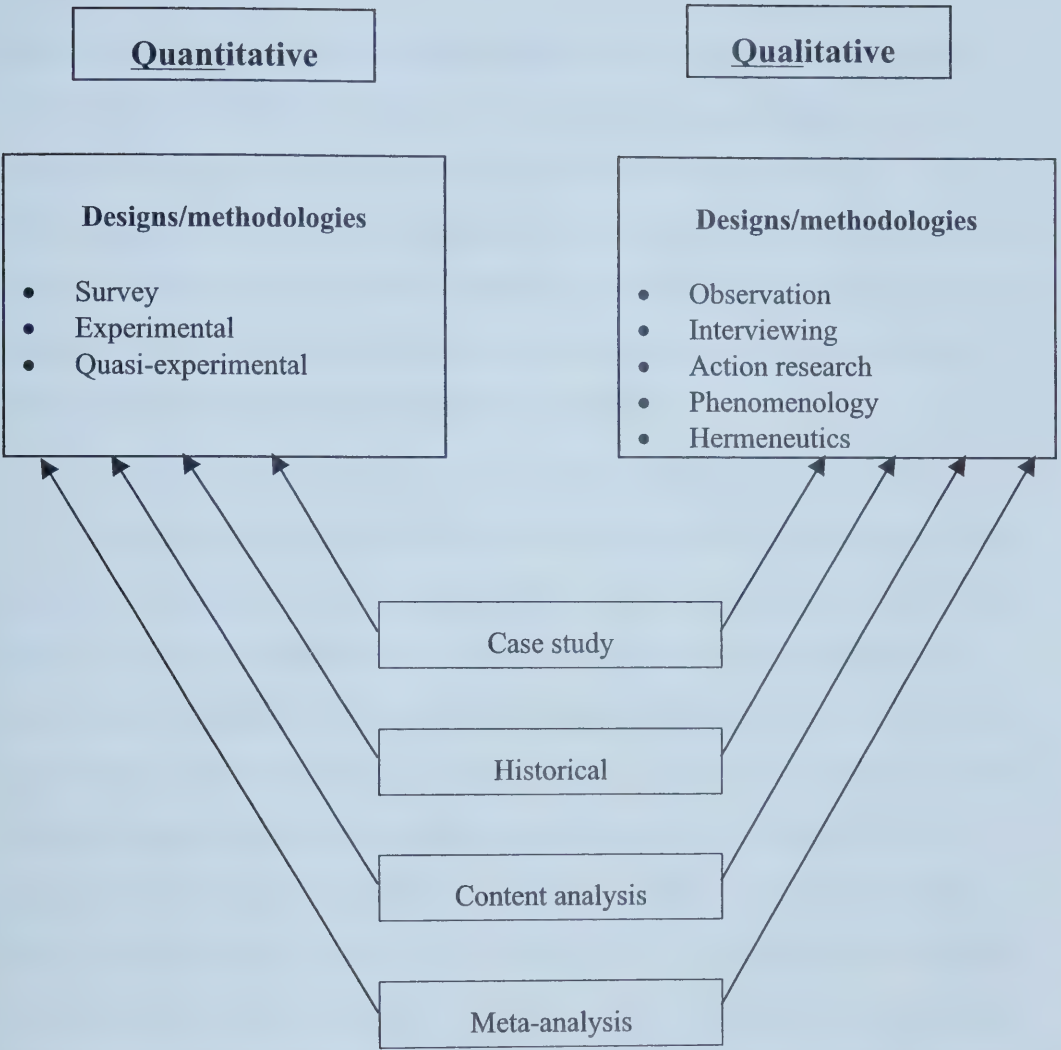 Quantitative
Qualitative
Designs/methodologies
• Survey
• Experimental
• Quasi-experimental
Designs/methodologies
• Observation
• Interviewing
• Action research
• Phenomenology
• Hermeneutics
Case study
Historical
Content analysis
Meta-analysis